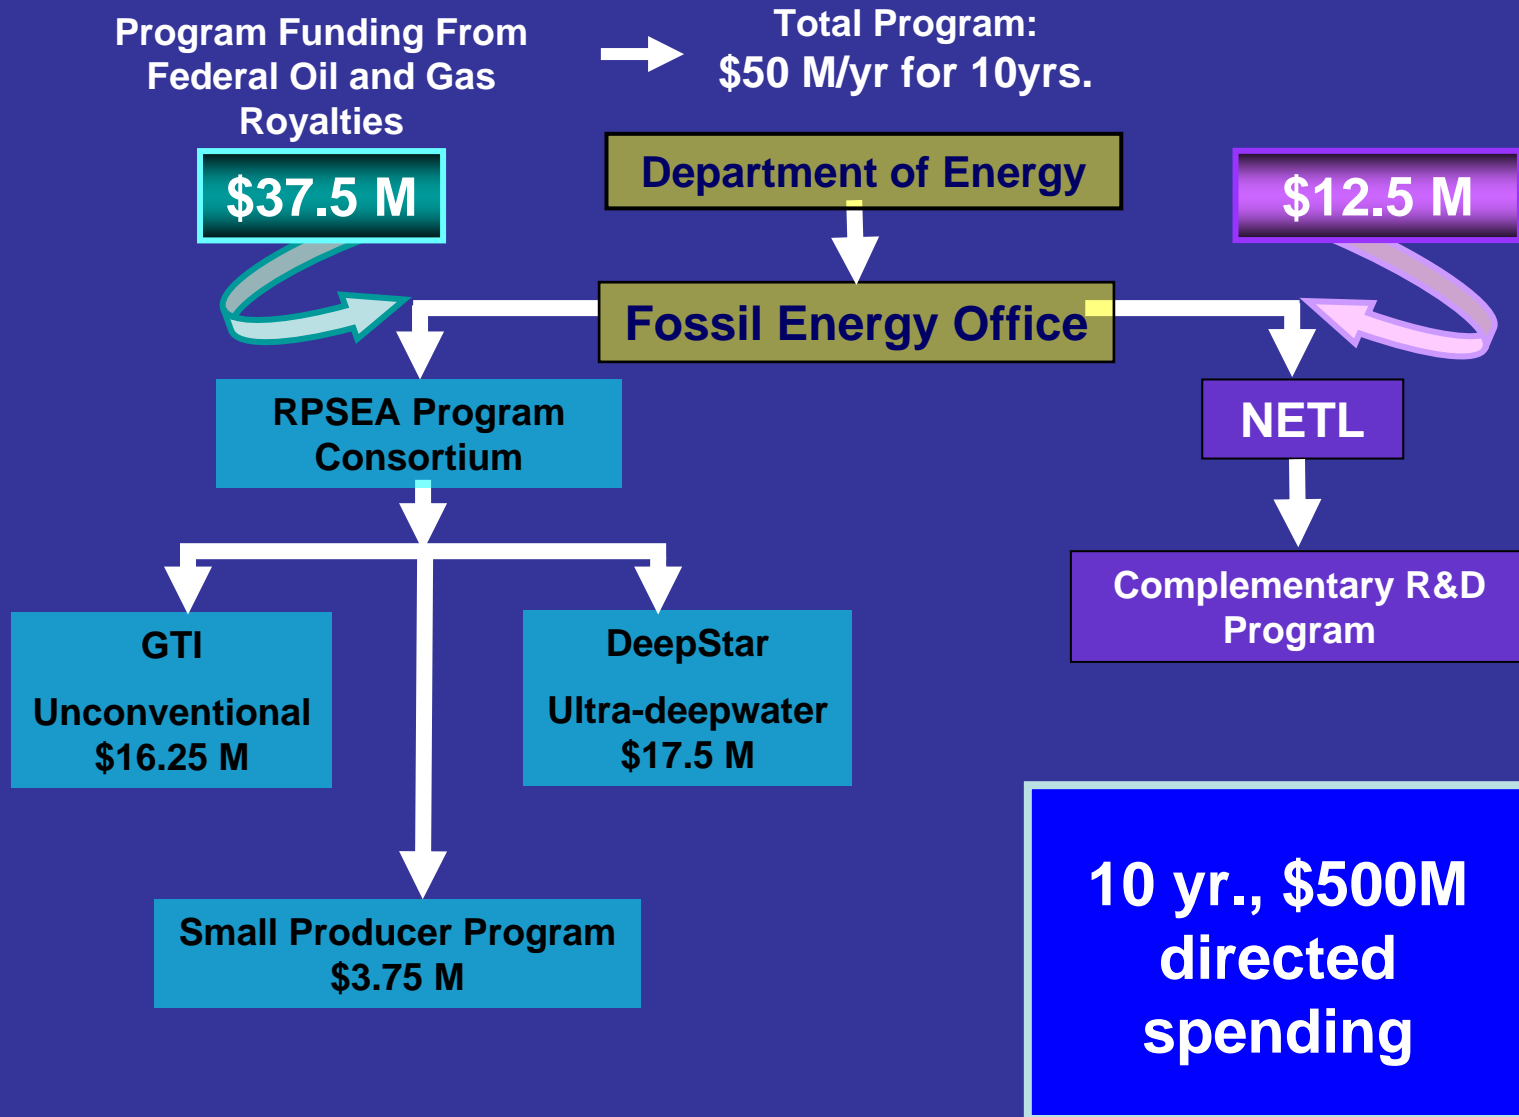 Program Funding From
Federal Oil and Gas
Royalties
Total Program:
$50 M/yr for 10yrs.
$37.5 M
Department of Energy
$12.5 M
Fossil Energy Office
RPSEA Program
Consortium
NETL
Complementary R&D
Program
GTI
Unconventional
$16.25 M
DeepStar
Ultra-deepwater
$17.5 M
Small Producer Program
$3.75 M
10 yr., $500M
directed
spending